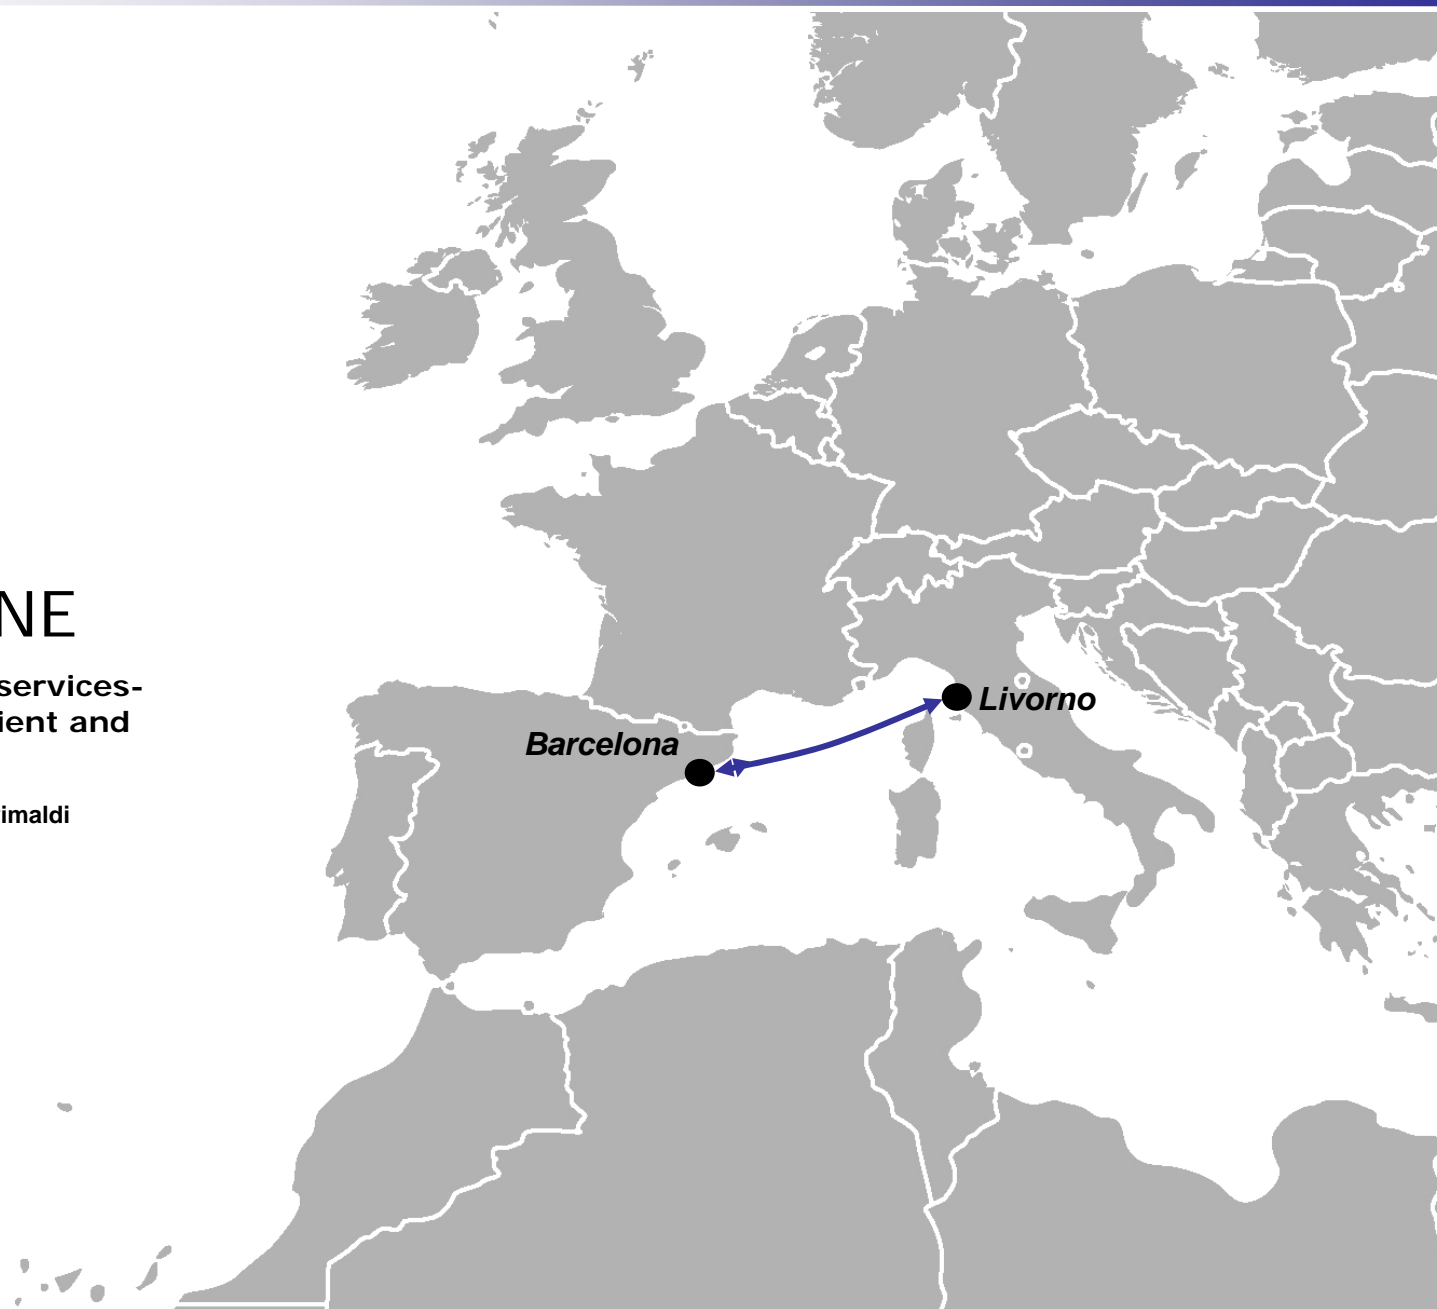 NE
services-
ient and
imaldi
Barcelona
Livorno